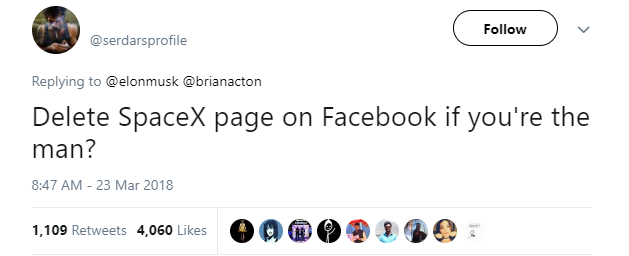 @serdarsprofile
Follow
Replying to @elonmusk @brianacton
Delete SpaceX page on Facebook if you're the
man?
8:47 AM - 23 Mar 2018
1,109 Retweets 4,060 Likes